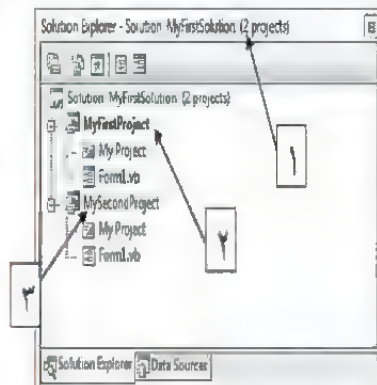 Solution Explorer - Solution 'MyFirstSolution' (2 projects)
Solution 'MyFirstSolution' (2 projects)
MyFirstProject
My Project
Form1.vb
MySecondProject
My Project
Form1.vb
١
٢
٣
Solution Explorer Data Sources